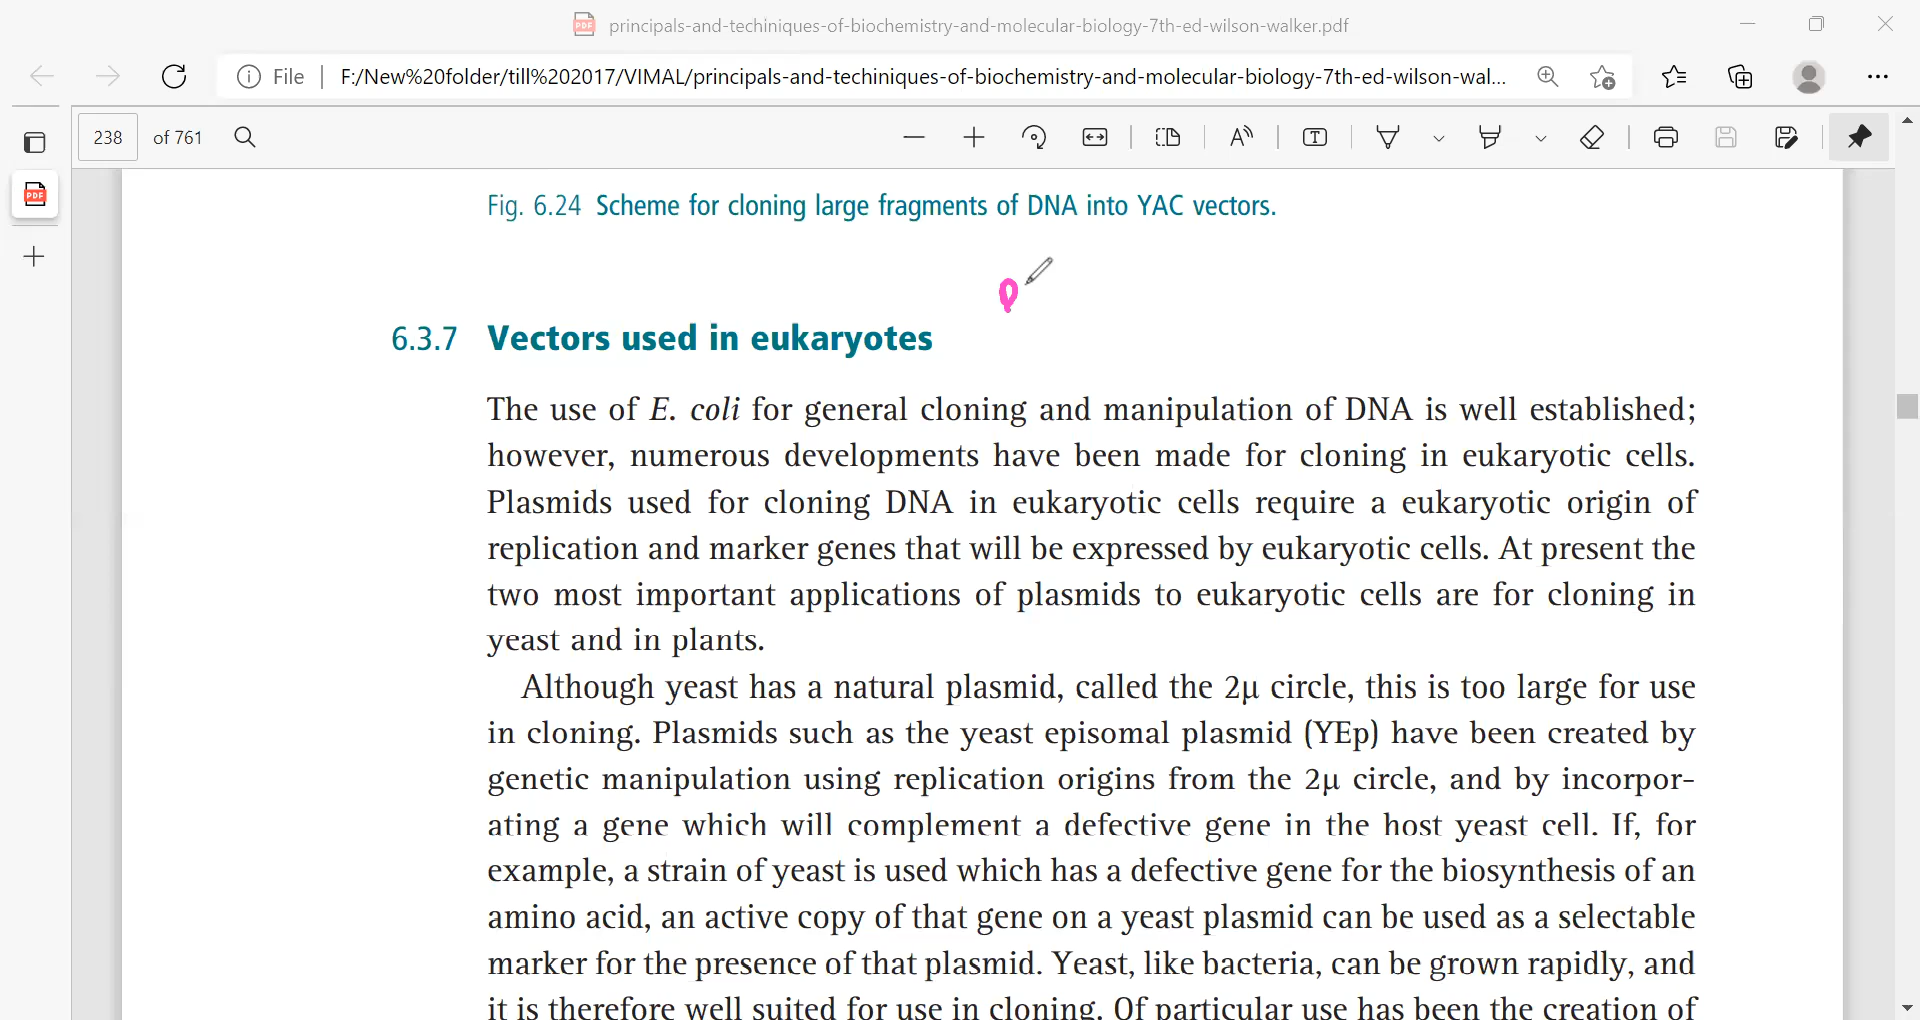 principals-and-techiniques-of-biochemistry-and-molecular-biology-7th-ed-wilson-walker.pdf
File F:/New%20folder/till%202017/VIMAL/principals-and-techiniques-of-biochemistry-and-molecular-biology-7th-ed-wilson-wal...
238 of 761
Fig. 6.24 Scheme for cloning large fragments of DNA into YAC vectors.
6.3.7 Vectors used in eukaryotes
The use of E. coli for general cloning and manipulation of DNA is well established;
however, numerous developments have been made for cloning in eukaryotic cells.
Plasmids used for cloning DNA in eukaryotic cells require a eukaryotic origin of
replication and marker genes that will be expressed by eukaryotic cells. At present the
two most important applications of plasmids to eukaryotic cells are for cloning in
yeast and in plants.
Although yeast has a natural plasmid, called the 2μ circle, this is too large for use
in cloning. Plasmids such as the yeast episomal plasmid (YEp) have been created by
genetic manipulation using replication origins from the 2μ circle, and by incorpor-
ating a gene which will complement a defective gene in the host yeast cell. If, for
example, a strain of yeast is used which has a defective gene for the biosynthesis of an
amino acid, an active copy of that gene on a yeast plasmid can be used as a selectable
marker for the presence of that plasmid. Yeast, like bacteria, can be grown rapidly, and
it is therefore well suited for use in cloning. Of particular use has been the creation of